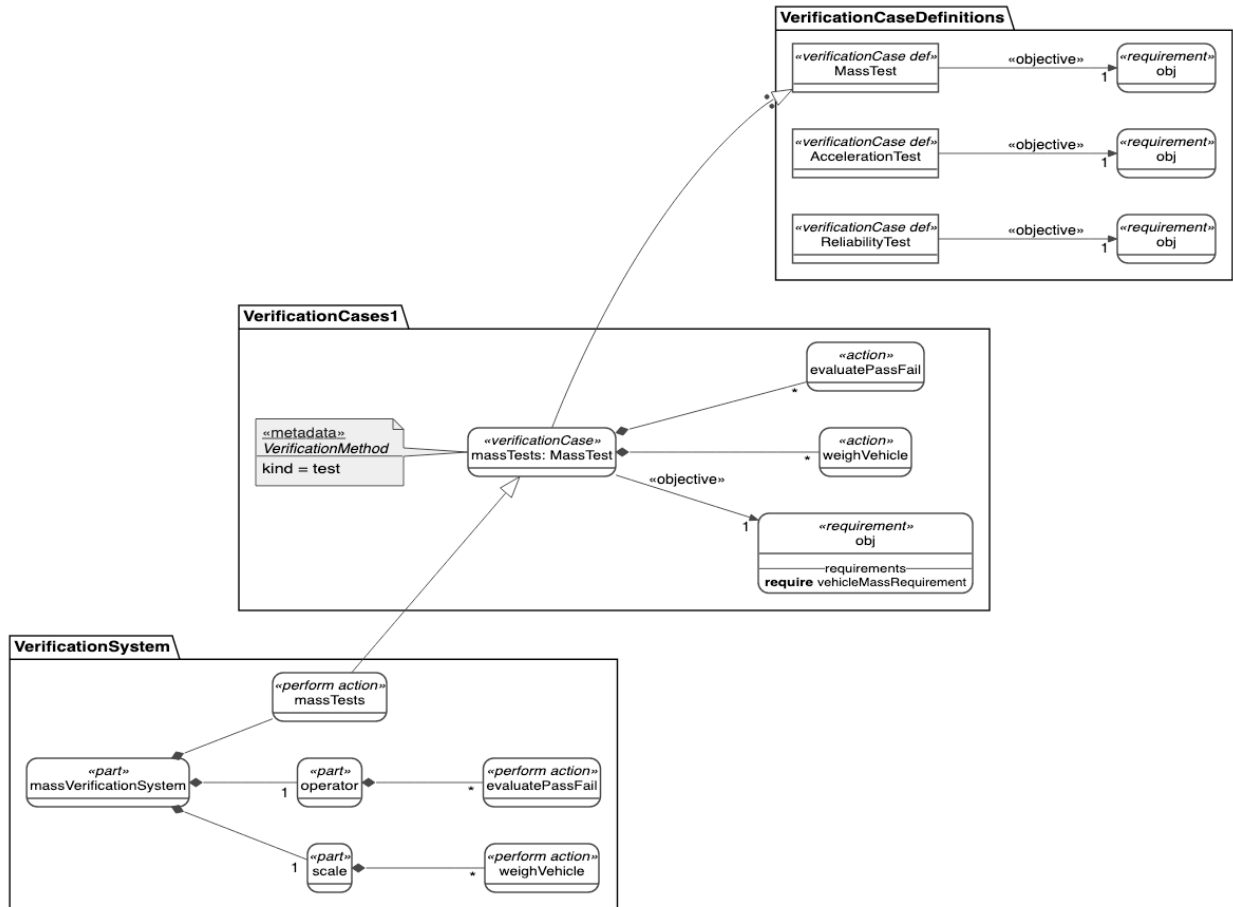 VerificationCaseDefinitions
«verificationCase def»
MassTest
«objective»
1
«requirement»
obj
«verificationCase def»
AccelerationTest
«objective»
1
«requirement»
obj
«verificationCase def»
ReliabilityTest
«objective»
1
«requirement»
obj
VerificationCases1
«metadata»
VerificationMethod
kind = test
«verificationCase»
massTests: MassTest
*
«action»
evaluatePassFail
*
«action»
weighVehicle
«objective»
1
«requirement»
obj
requirements
require vehicleMassRequirement
VerificationSystem
«perform action»
massTests
«part»
massVerificationSystem
1
«part»
operator
*
«perform action»
evaluatePassFail
1
«part»
scale
*
«perform action»
weighVehicle